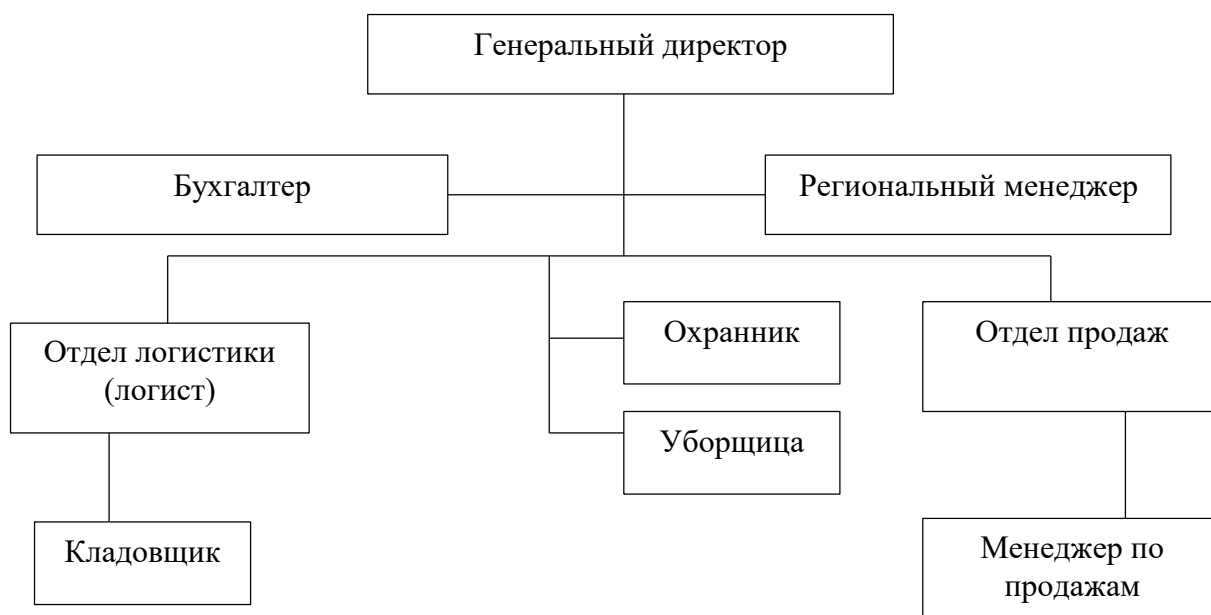 Генеральный директор
Бухгалтер
Региональный менеджер
Отдел логистики
(логист)
Охранник
Отдел продаж
Уборщица
Кладовщик
Менеджер по
продажам